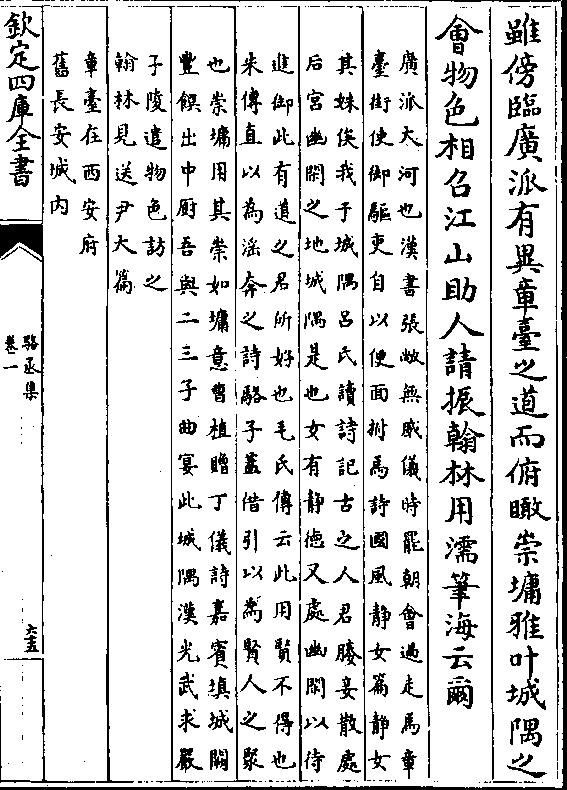 雖傍臨廣派有異章臺之道而俯瞰崇墉雅叶城隅之
會物色相召江山助人請振翰林用濡筆海云爾
廣派大河也漢書張敞無威儀時罷朝會過走馬章
臺街使御驅吏自以便面拊馬詩國風静女篇静女
其姝俟我于城隅呂氏讀詩記古之人君媵妾散處
后宮幽閑之地城隅是也女有静徳又處幽閑以侍
進御此有道之君所好也毛氏傳云此用賢不得也
朱傳直以為淫奔之詩駱子葢借引以為賢人之聚
也崇墉用其崇如墉意曹植贈丁儀詩嘉賓填城闕
豐饌出中厨吾與二三子曲宴此城隅漢光武求嚴
子陵遣物色訪之
翰林見送尹大篇
章臺在西安府
舊長安城内
欽定四庫全書
駱丞集
卷二
六五